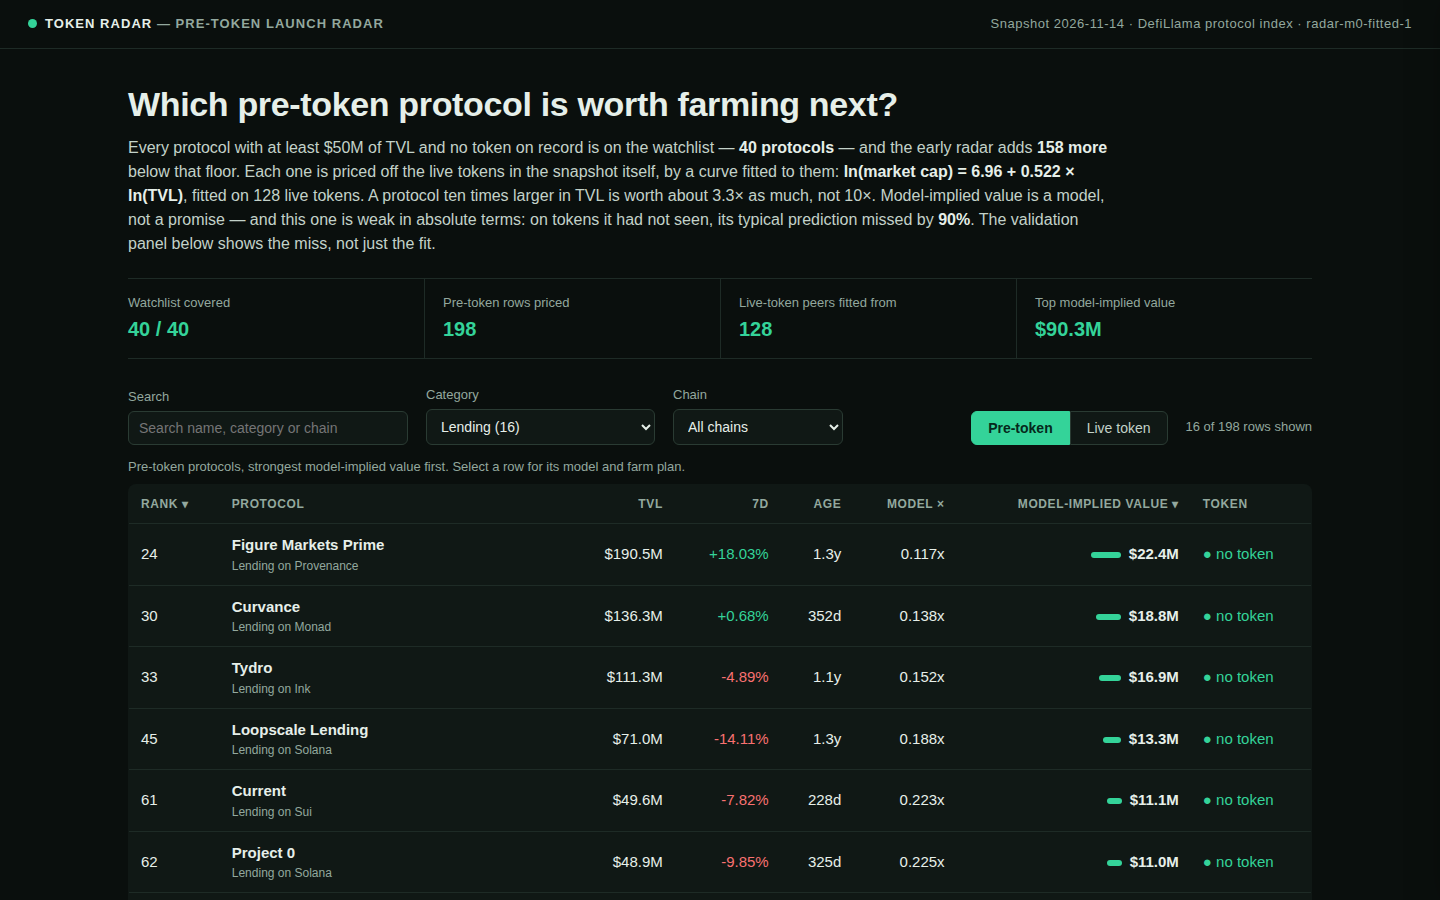 TOKEN RADAR — PRE-TOKEN LAUNCH RADAR
Snapshot 2026-11-14 · DefiLlama protocol index · radar-m0-fitted-1
Which pre-token protocol is worth farming next?
Every protocol with at least $50M of TVL and no token on record is on the watchlist — 40 protocols — and the early radar adds 158 more
below that floor. Each one is priced off the live tokens in the snapshot itself, by a curve fitted to them: ln(market cap) = 6.96 + 0.522 ×
ln(TVL), fitted on 128 live tokens. A protocol ten times larger in TVL is worth about 3.3× as much, not 10×. Model-implied value is a model,
not a promise — and this one is weak in absolute terms: on tokens it had not seen, its typical prediction missed by 90%. The validation
panel below shows the miss, not just the fit.
Watchlist covered
40 / 40
Pre-token rows priced
198
Live-token peers fitted from
128
Top model-implied value
$90.3M
Search
Search name, category or chain
Category
Lending (16)
Chain
All chains
Pre-token
Live token
16 of 198 rows shown
Pre-token protocols, strongest model-implied value first. Select a row for its model and farm plan.
RANK ▾ PROTOCOL TVL 7D AGE MODEL × MODEL-IMPLIED VALUE ▾ TOKEN
24 Figure Markets Prime $190.5M +18.03% 1.3y 0.117x $22.4M ● no token
Lending on Provenance
30 Curvance $136.3M +0.68% 352d 0.138x $18.8M ● no token
Lending on Monad
33 Tydro $111.3M -4.89% 1.1y 0.152x $16.9M ● no token
Lending on Ink
45 Loopscale Lending $71.0M -14.11% 1.3y 0.188x $13.3M ● no token
Lending on Solana
61 Current $49.6M -7.82% 228d 0.223x $11.1M ● no token
Lending on Sui
62 Project 0 $48.9M -9.85% 325d 0.225x $11.0M ● no token
Lending on Solana